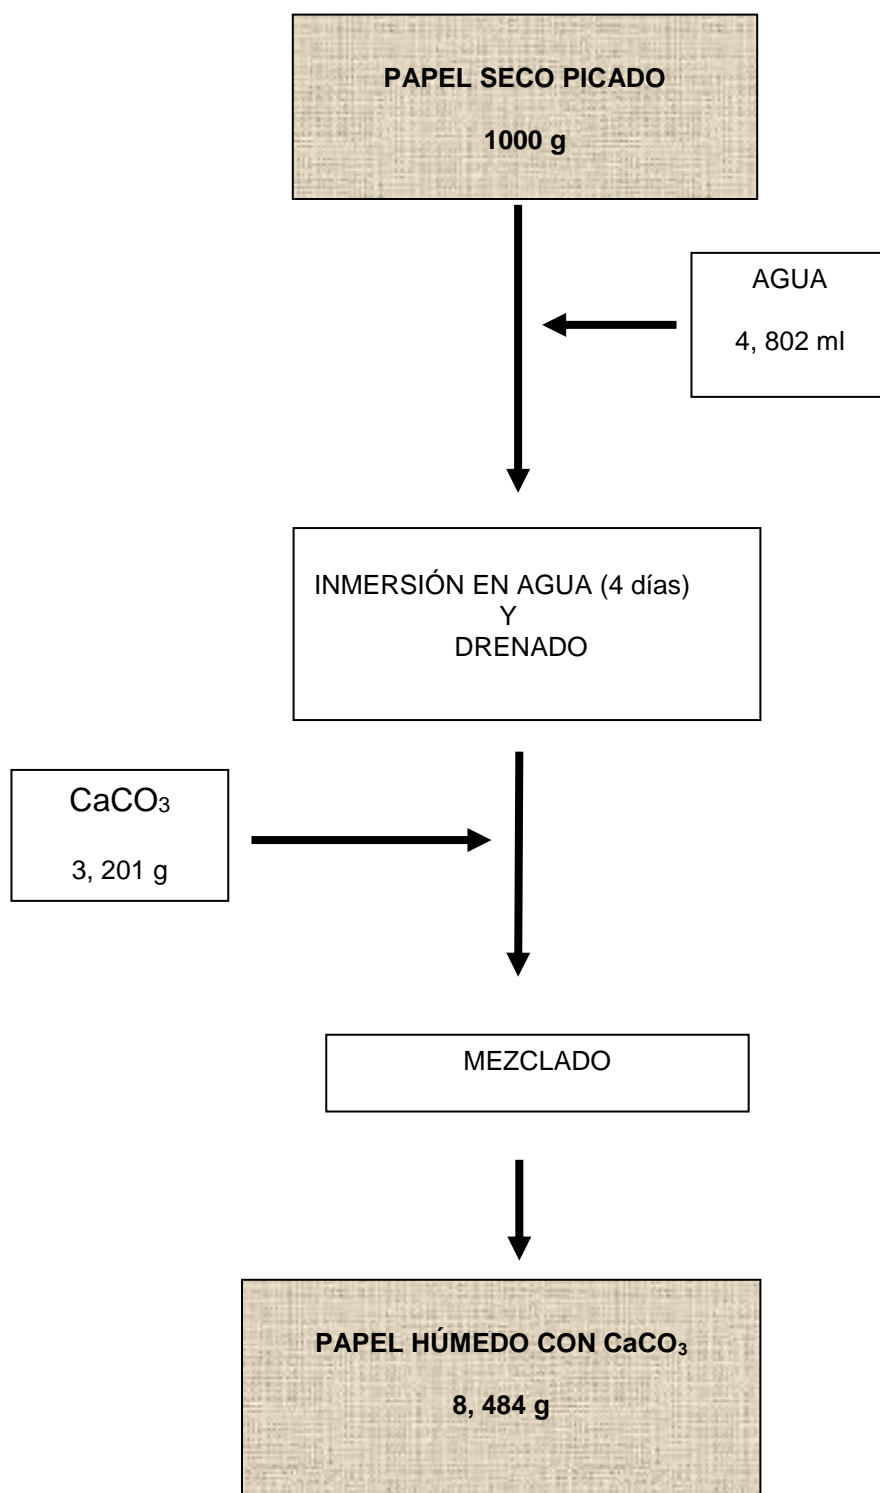 PAPEL SECO PICADO
1000 g
AGUA
4, 802 ml
INMERSIÓN EN AGUA (4 días)
Y
DRENADO
CaCO₃
3, 201 g
MEZCLADO
PAPEL HÚMEDO CON CaCO₃
8, 484 g